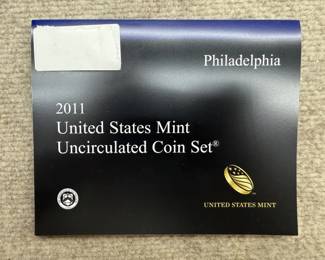 Philadelphia
2011
United States Mint
Uncirculated Coin Set®
UNITED STATES MINT